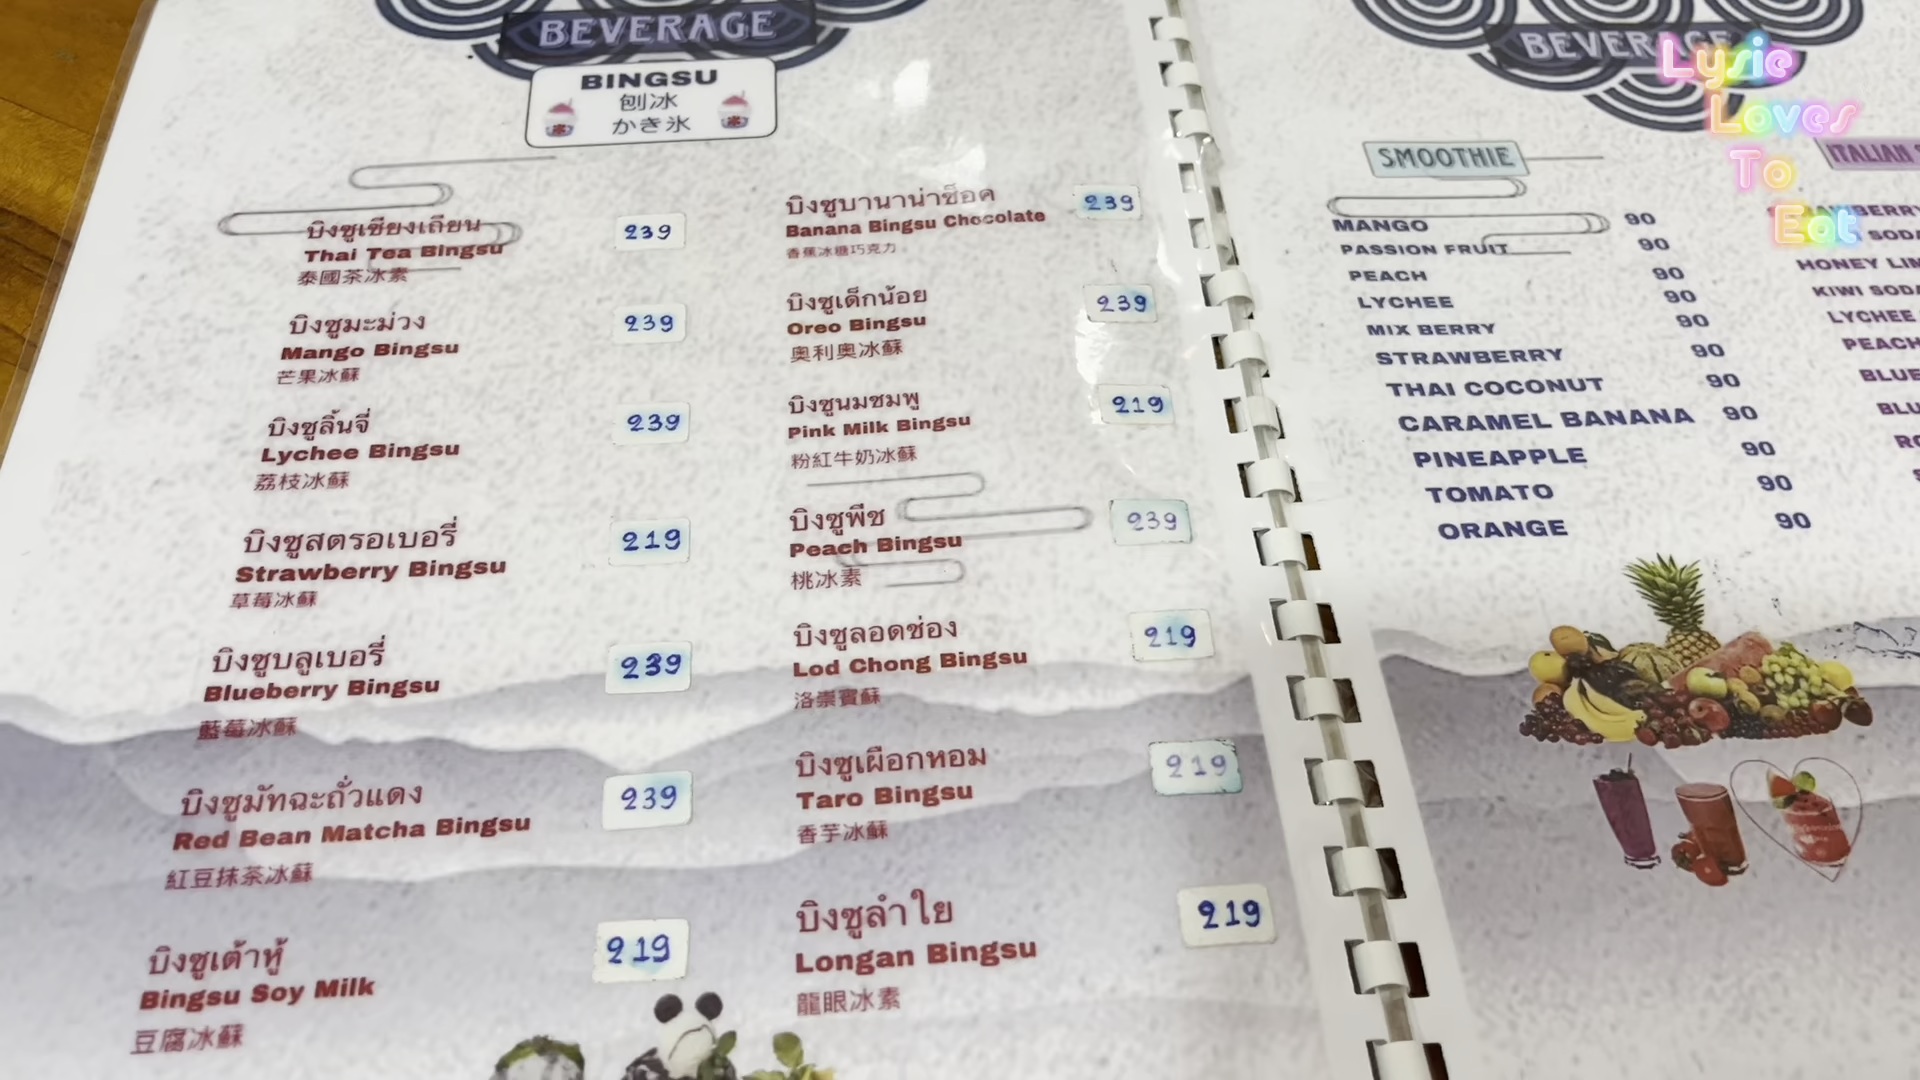 BEVERAGE
BINGSU
刨冰
かき氷
บิงซูเซียงเถียน
Thai Tea Bingsu
泰國茶冰素
239
บิงซูมะม่วง
Mango Bingsu
芒果冰蘇
239
บิงซูลิ้นจี่
Lychee Bingsu
荔枝冰蘇
239
บิงซูสตรอเบอรี่
Strawberry Bingsu
草莓冰蘇
219
บิงซูบลูเบอรี่
Blueberry Bingsu
藍莓冰蘇
239
บิงซูมัทฉะถั่วแดง
Red Bean Matcha Bingsu
紅豆抹茶冰蘇
239
บิงซูเต้าหู้
Bingsu Soy Milk
豆腐冰蘇
219
บิงซูบานาน่าช็อค
Banana Bingsu Chocolate
香蕉冰糖巧克力
239
บิงซูเด็กน้อย
Oreo Bingsu
奧利奧冰蘇
239
บิงซูนมชมพู
Pink Milk Bingsu
粉紅牛奶冰蘇
219
บิงซูพีช
Peach Bingsu
桃冰素
239
บิงซูลอดช่อง
Lod Chong Bingsu
洛崇賓蘇
219
บิงซูเผือกหอม
Taro Bingsu
香芋冰蘇
219
บิงซูลำใย
Longan Bingsu
龍眼冰素
219
BEVERAGE
SMOOTHIE
MANGO 90
PASSION FRUIT 90
PEACH 90
LYCHEE 90
MIX BERRY 90
STRAWBERRY 90
THAI COCONUT 90
CARAMEL BANANA 90
PINEAPPLE 90
TOMATO 90
ORANGE 90
ITALIAN
SODA
HONEY
KIWI SODA
LYCHEE
PEACH
Lysie
Loves
To
Eat